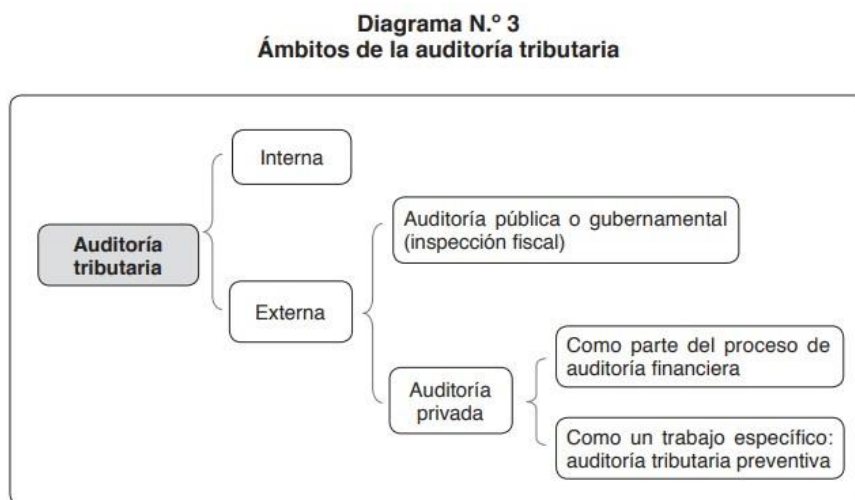 Diagrama N.º 3
Ámbitos de la auditoría tributaria
Interna
Auditoría pública o gubernamental
(inspección fiscal)
Auditoría
tributaria
Externa
Como parte del proceso de
auditoría financiera
Auditoría
privada
Como un trabajo específico:
auditoría tributaria preventiva